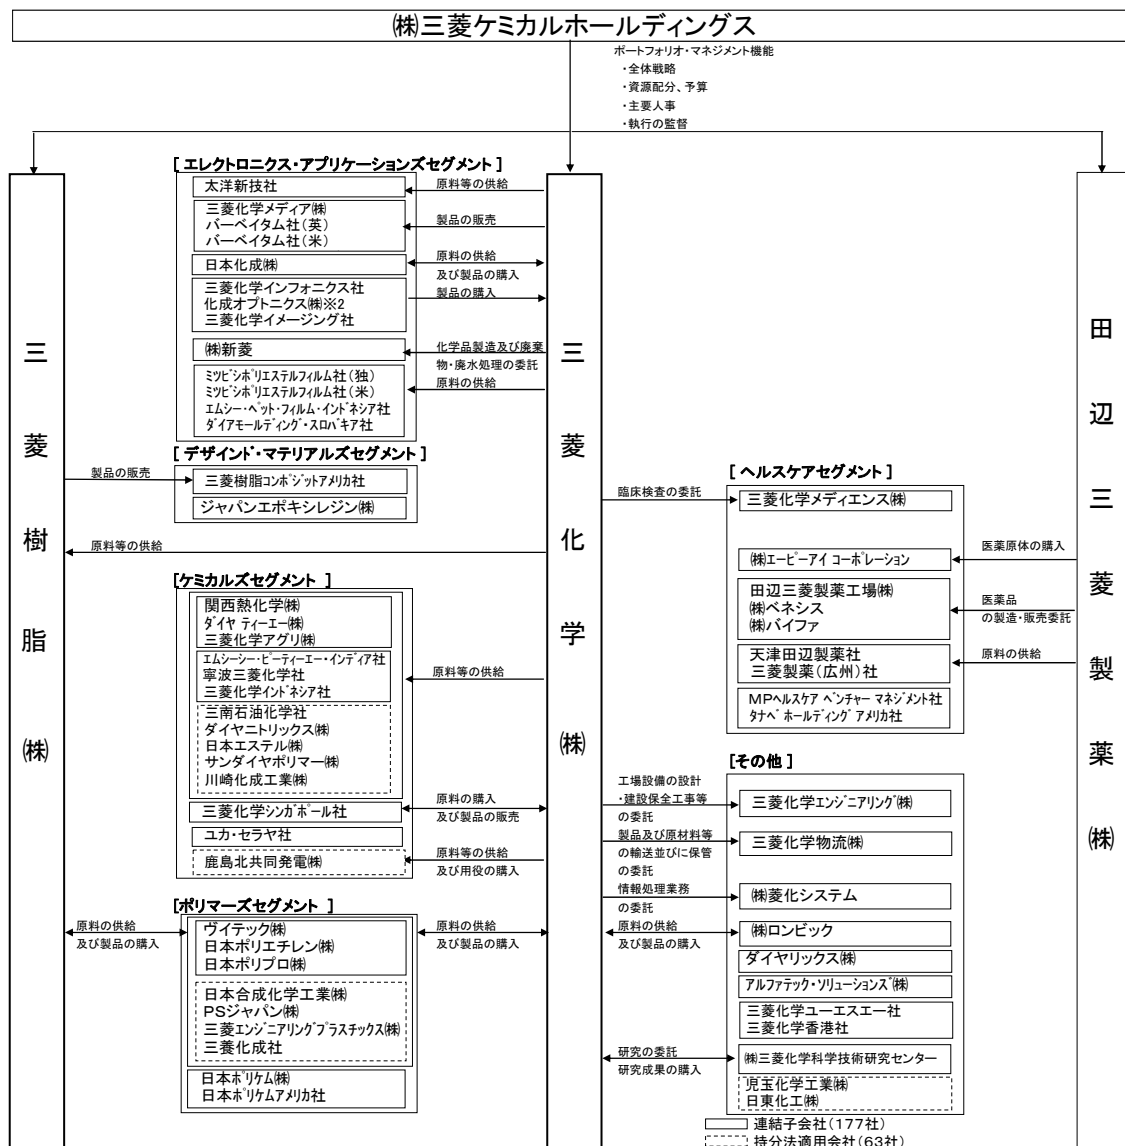 ㈱三菱ケミカルホールディングス
ポートフォリオ・マネジメント機能
・全体戦略
・資源配分、予算
・主要人事
・執行の監督
三菱樹脂㈱
三菱化学㈱
田辺三菱製薬㈱
[ エレクトロニクス・アプリケーションズセグメント ]
太洋新技社
原料等の供給
三菱化学メディア㈱
バーベイタム社(英)
バーベイタム社(米)
製品の販売
日本化成㈱
原料の供給
及び製品の購入
三菱化学インフォニクス社
化成オプトニクス㈱※2
三菱化学イメージング社
製品の購入
㈱新菱
化学品製造及び廃棄
物・廃水処理の委託
ミツビシポリエステルフィルム社(独)
ミツビシポリエステルフィルム社(米)
エムシー・ペット・フィルム・インドネシア社
ダイアモールディング・スロバキア社
原料の供給
[ デザインド・マテリアルズセグメント ]
製品の販売
三菱樹脂コンポジットアメリカ社
ジャパンエポキシレジン㈱
原料等の供給
[ケミカルズセグメント ]
関西熱化学㈱
ダイヤ ティーエー㈱
三菱化学アグリ㈱
エムシーシー・ピーティーエー・インディア社
寧波三菱化学社
三菱化学インドネシア社
原料等の供給
三南石油化学社
ダイヤニトリックス㈱
日本エステル㈱
サンダイヤポリマー㈱
川崎化成工業㈱
三菱化学シンガポール社
原料の購入
及び製品の販売
ユカ・セラヤ社
鹿島北共同発電㈱
原料等の供給
及び用役の購入
[ポリマーズセグメント ]
原料の供給
及び製品の購入
ヴイテック㈱
日本ポリエチレン㈱
日本ポリプロ㈱
原料の供給
及び製品の購入
日本合成化学工業㈱
PSジャパン㈱
三菱エンジニアリングプラスチックス㈱
三養化成社
日本ポリケム㈱
日本ポリケムアメリカ社
[ ヘルスケアセグメント ]
臨床検査の委託
三菱化学メディエンス㈱
㈱エーピーアイ コーポレーション
医薬原体の購入
田辺三菱製薬工場㈱
㈱ベネシス
㈱バイファ
医薬品
の製造・販売委託
天津田辺製薬社
三菱製薬(広州)社
原料の供給
MPヘルスケア ベンチャー マネジメント社
タナベ ホールディング アメリカ社
[その他 ]
工場設備の設計
・建設保全工事等
の委託
三菱化学エンジニアリング㈱
製品及び原材料等
の輸送並びに保管
の委託
三菱化学物流㈱
情報処理業務
の委託
㈱菱化システム
原料の供給
及び製品の購入
㈱ロンビック
ダイヤリックス㈱
アルファテック・ソリューションズ㈱
三菱化学ユーエスエー社
三菱化学香港社
研究の委託
研究成果の購入
㈱三菱化学科学技術研究センター
児玉化学工業㈱
日東化工㈱
連結子会社(177社)
持分法適用会社(63社)